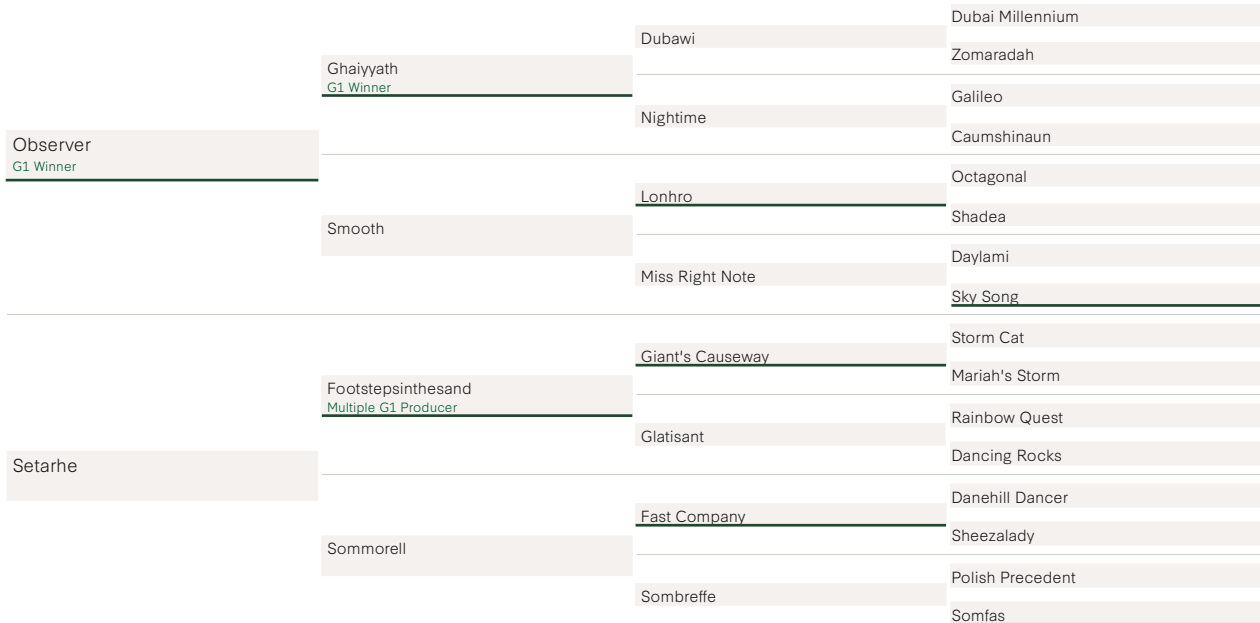 Observer
G1 Winner
Setarhe
Ghaiyyath
G1 Winner
Smooth
Footstepsinthesand
Multiple G1 Producer
Sommorell
Dubawi
Nightime
Lonhro
Miss Right Note
Giant's Causeway
Glatisant
Fast Company
Sombreffe
Dubai Millennium
Zomaradah
Galileo
Caumshinaun
Octagonal
Shadea
Daylami
Sky Song
Storm Cat
Mariah's Storm
Rainbow Quest
Dancing Rocks
Danehill Dancer
Sheezalady
Polish Precedent
Somfas